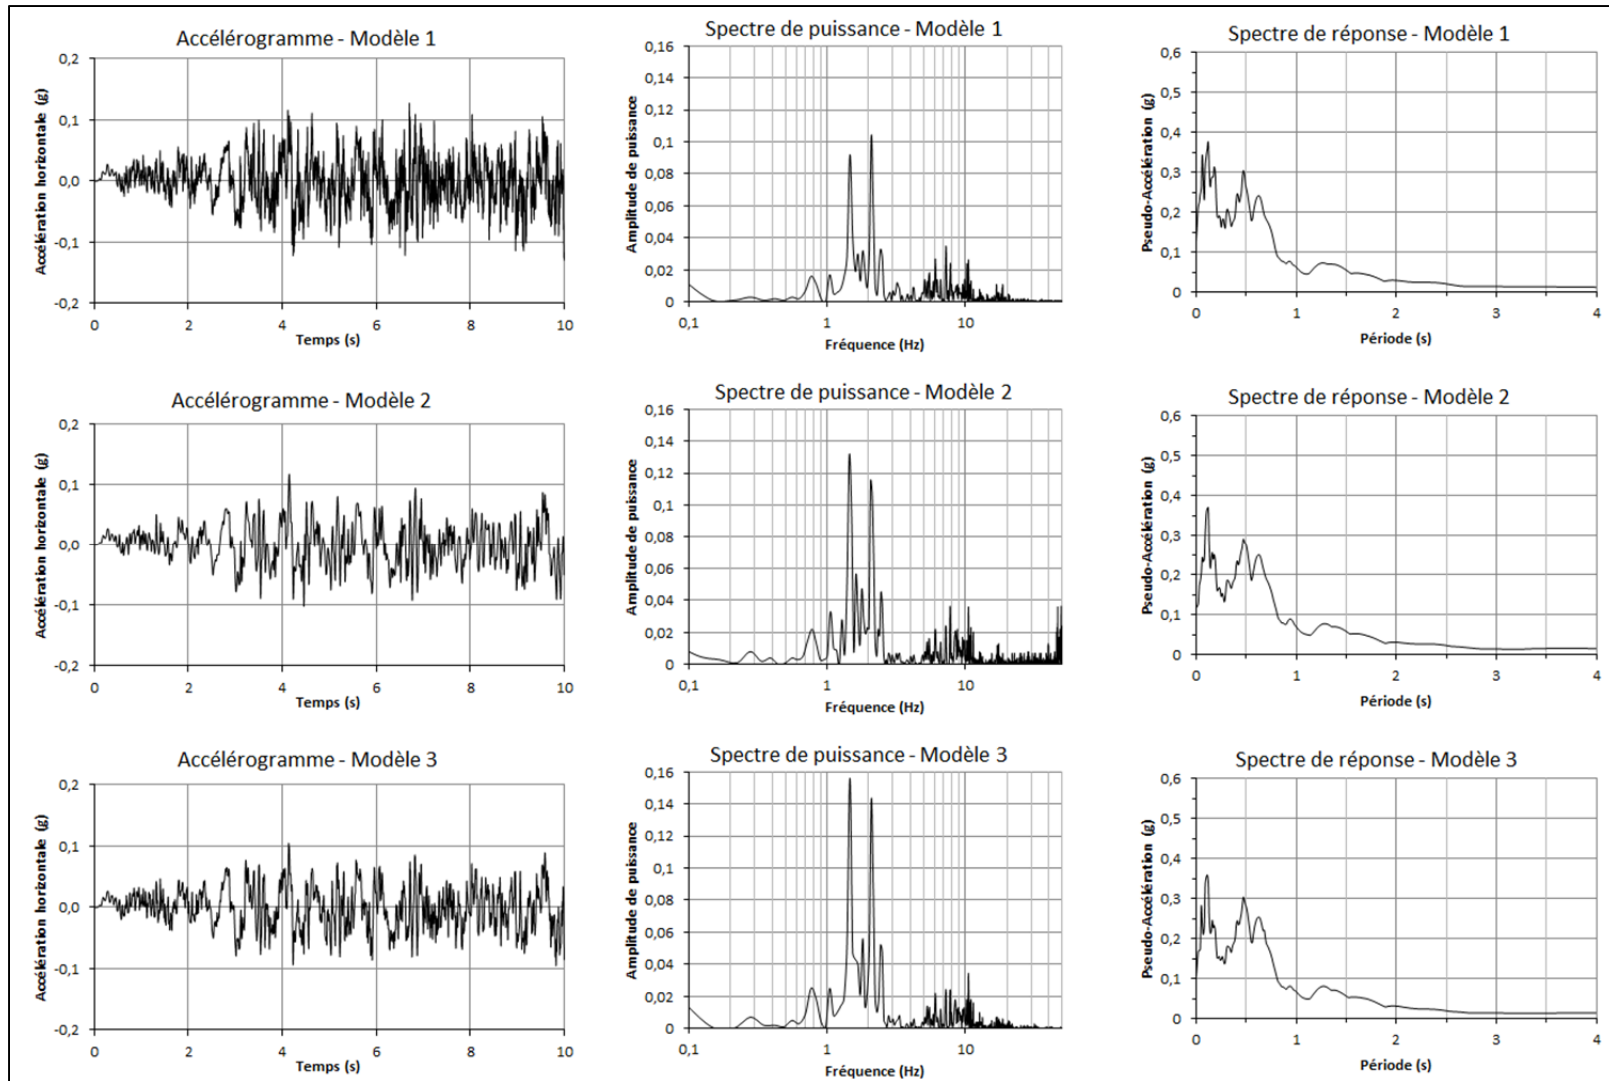 Accélérogramme - Modèle 1
Accélération horizontale (g)
0,2
0,1
0,0
-0,1
-0,2
0 2 4 6 8 10
Temps (s)
Spectre de puissance - Modèle 1
Amplitude de puissance
0,16
0,14
0,12
0,1
0,08
0,06
0,04
0,02
0
0,1 1 10
Fréquence (Hz)
Spectre de réponse - Modèle 1
Pseudo-Accélération (g)
0,6
0,5
0,4
0,3
0,2
0,1
0
0 1 2 3 4
Période (s)
Accélérogramme - Modèle 2
Accélération horizontale (g)
0,2
0,1
0,0
-0,1
-0,2
0 2 4 6 8 10
Temps (s)
Spectre de puissance - Modèle 2
Amplitude de puissance
0,16
0,14
0,12
0,1
0,08
0,06
0,04
0,02
0
0,1 1 10
Fréquence (Hz)
Spectre de réponse - Modèle 2
Pseudo-Accélération (g)
0,6
0,5
0,4
0,3
0,2
0,1
0
0 1 2 3 4
Période (s)
Accélérogramme - Modèle 3
Accélération horizontale (g)
0,2
0,1
0,0
-0,1
-0,2
0 2 4 6 8 10
Temps (s)
Spectre de puissance - Modèle 3
Amplitude de puissance
0,16
0,14
0,12
0,1
0,08
0,06
0,04
0,02
0
0,1 1 10
Fréquence (Hz)
Spectre de réponse - Modèle 3
Pseudo-Accélération (g)
0,6
0,5
0,4
0,3
0,2
0,1
0
0 1 2 3 4
Période (s)